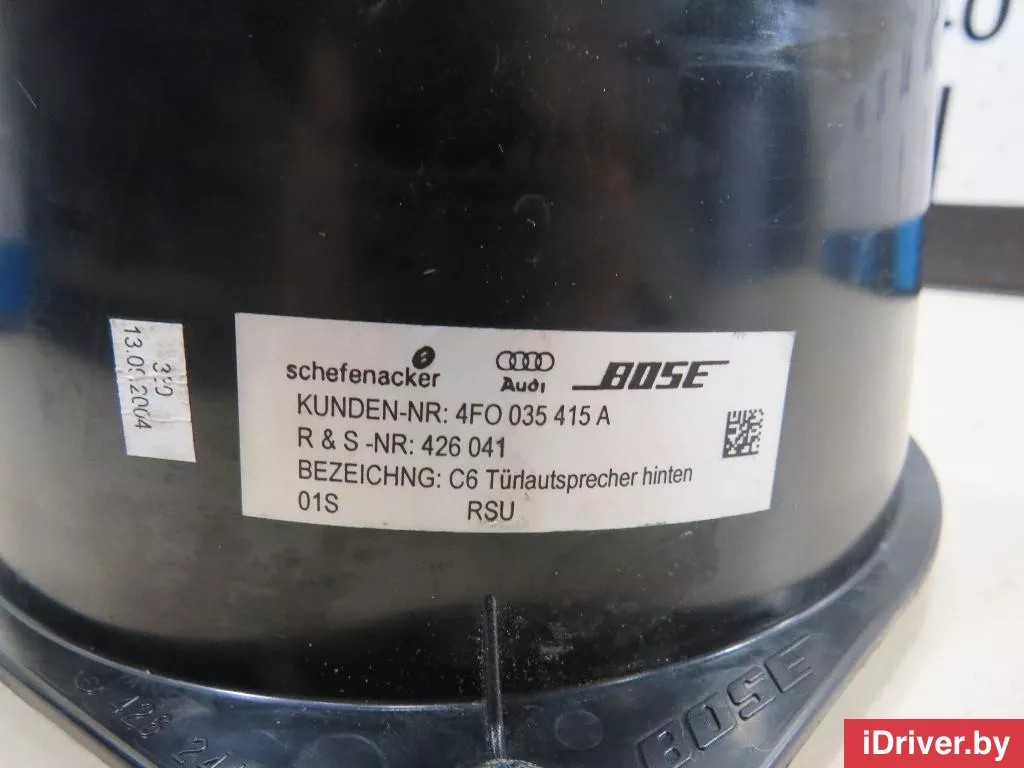 schefenacker Audi BOSE
KUNDEN-NR: 4FO 035 415 A
R & S -NR: 426 041
BEZEICHNG: C6 Türlautsprecher hinten
01S RSU
BOSE
iDriver.by